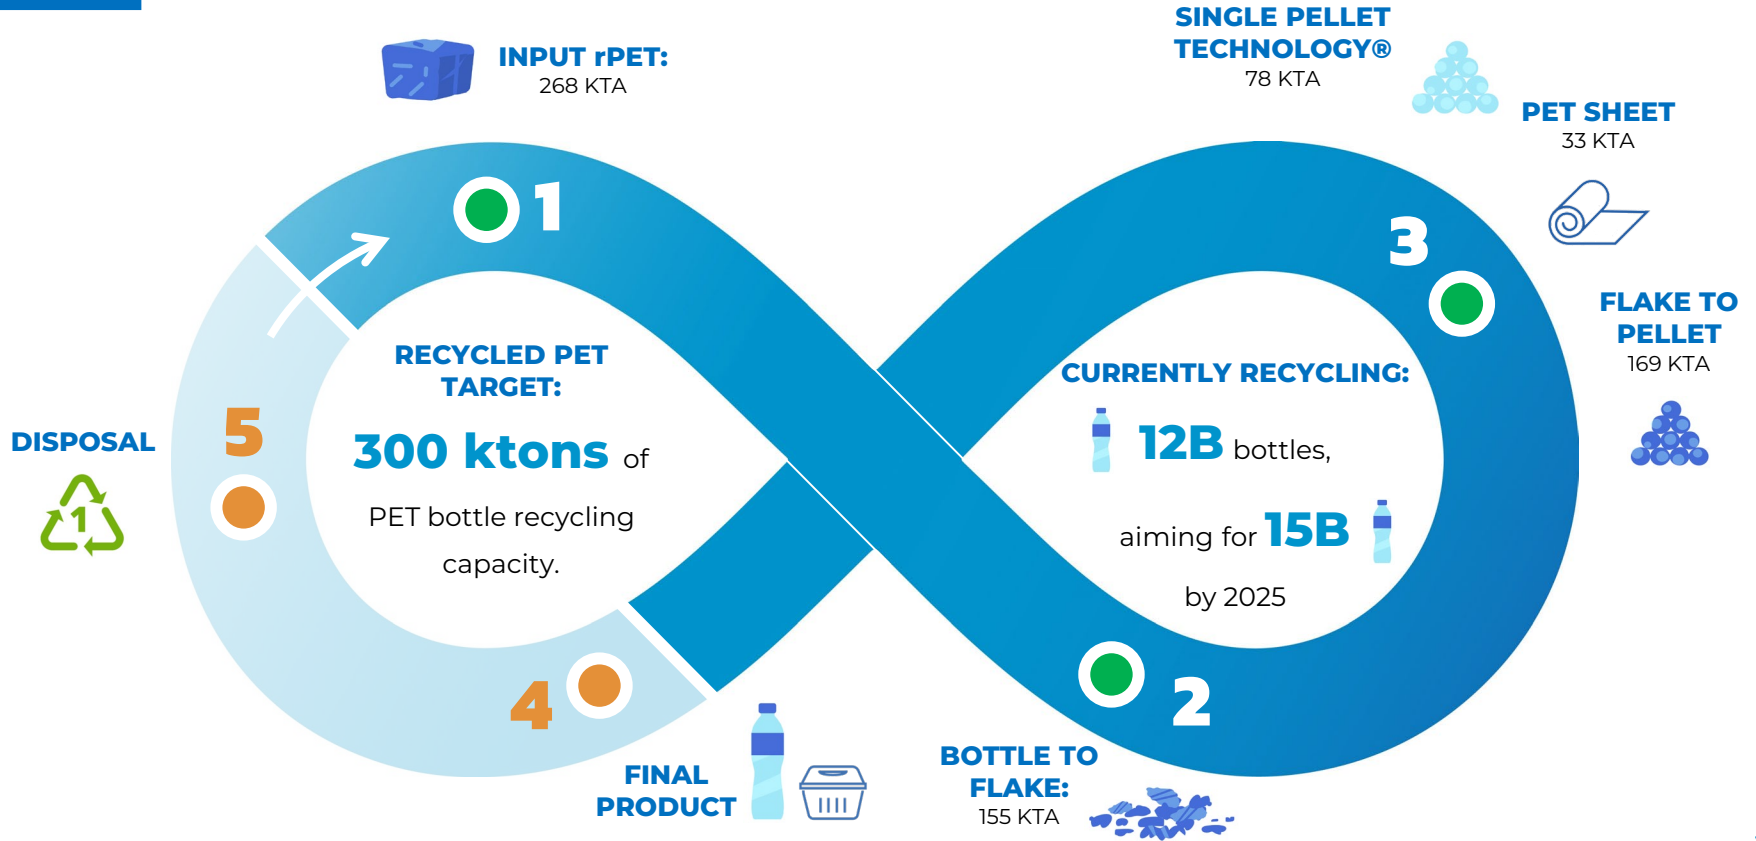 INPUT rPET:
268 KTA
SINGLE PELLET
TECHNOLOGY®
78 KTA
PET SHEET
33 KTA
1
3
FLAKE TO
PELLET
169 KTA
RECYCLED PET
TARGET:
300 ktons of
PET bottle recycling
capacity.
CURRENTLY RECYCLING:
12B bottles,
aiming for 15B
by 2025
5
DISPOSAL
1
4
2
FINAL
PRODUCT
BOTTLE TO
FLAKE:
155 KTA